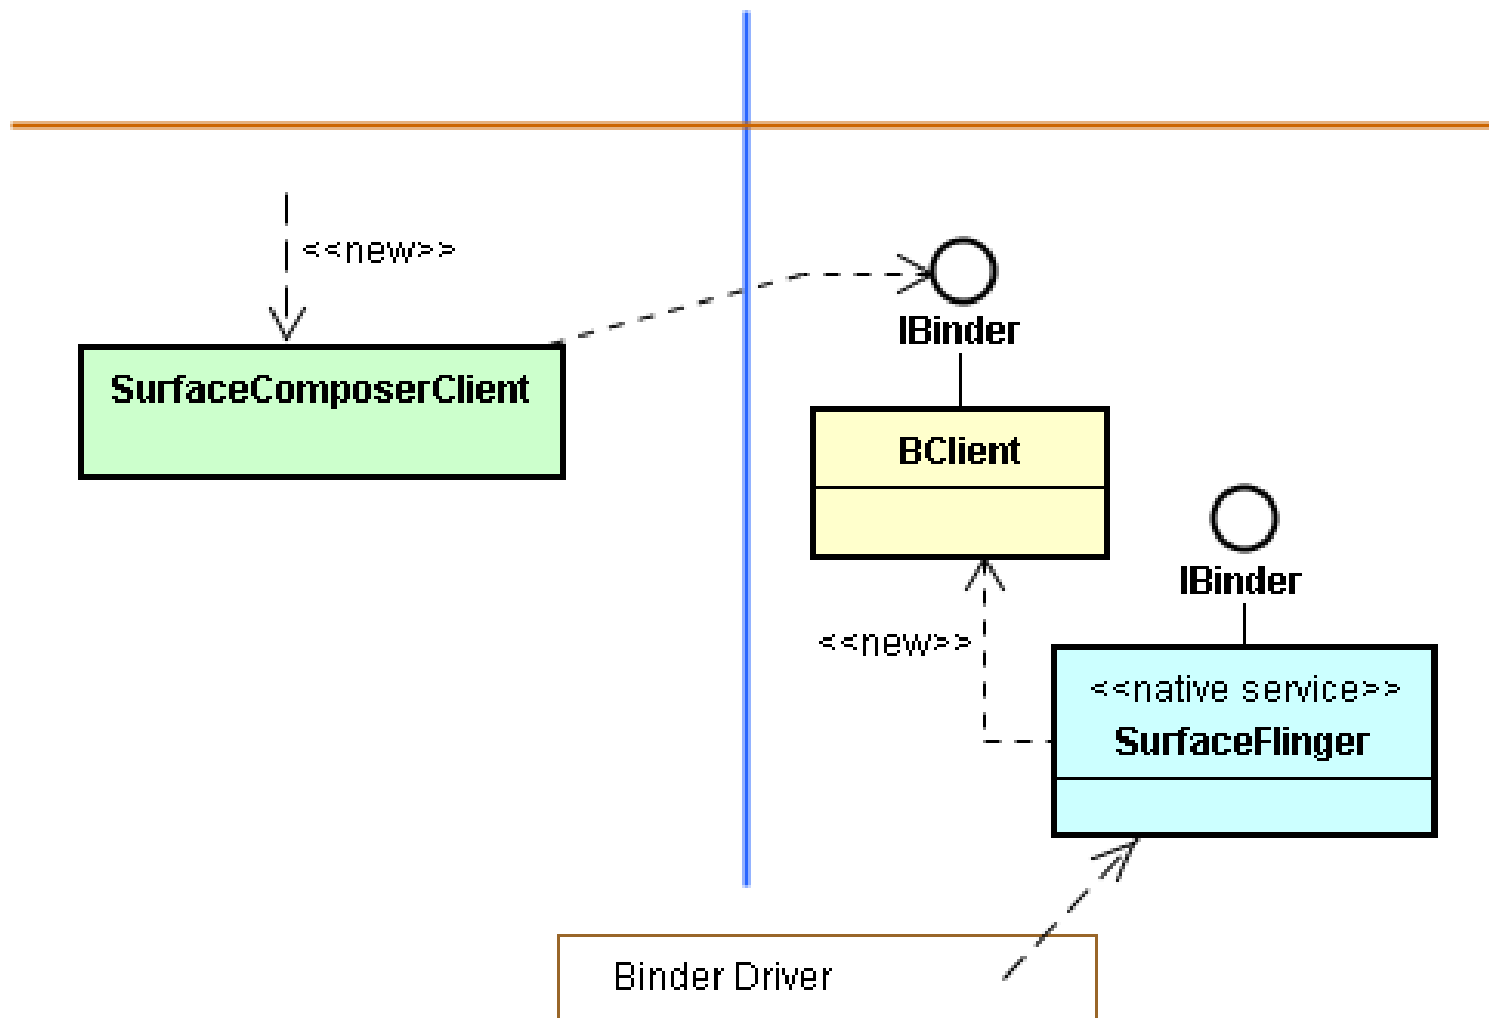 <<new>>
IBinder
SurfaceComposerClient
BClient
IBinder
<<new>>
<<native service>>
SurfaceFlinger
Binder Driver